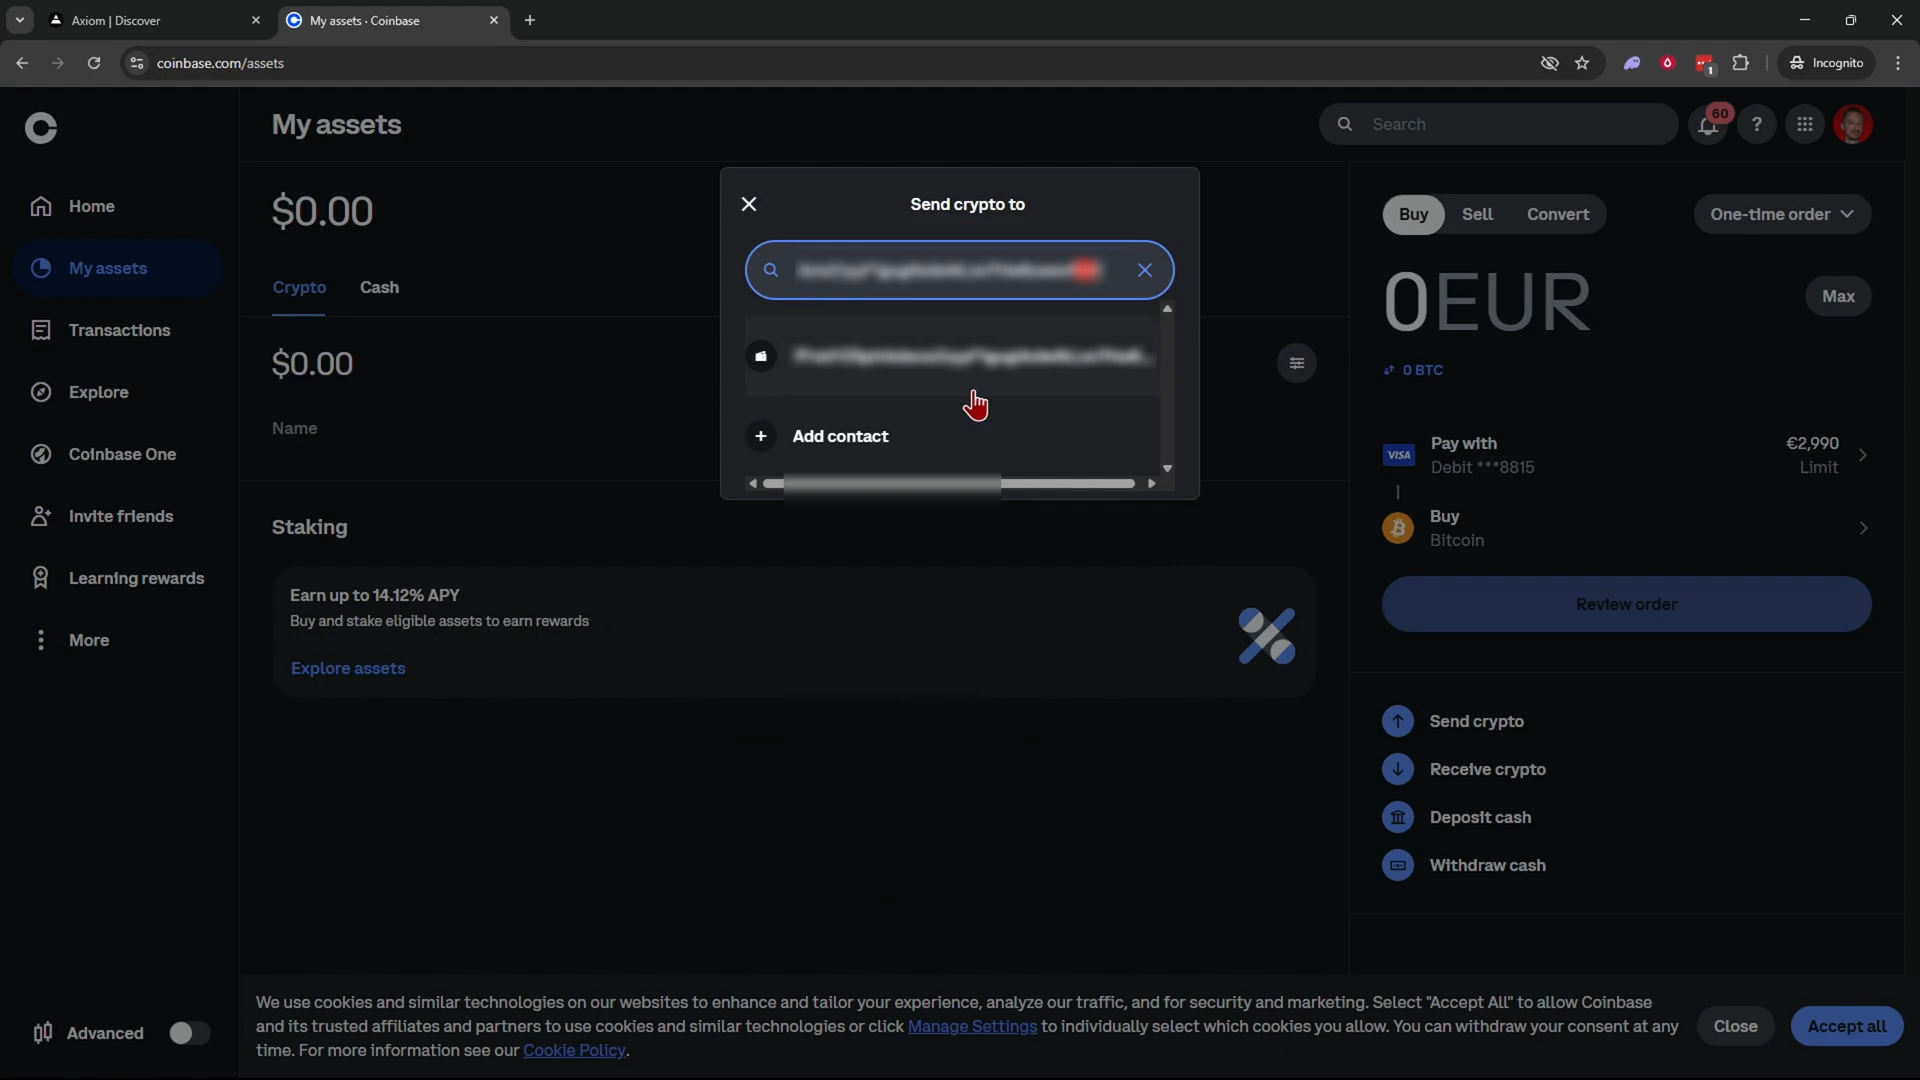 Axiom | Discover
My assets · Coinbase
coinbase.com/assets
1
Incognito
My assets
Search
60
?
Home
My assets
Transactions
Explore
Coinbase One
Invite friends
Learning rewards
More
Advanced
$0.00
Crypto
Cash
$0.00
Name
Staking
Earn up to 14.12% APY
Buy and stake eligible assets to earn rewards
Explore assets
Send crypto to
Add contact
Buy
Sell
Convert
One-time order
0EUR
Max
0 BTC
VISA
Pay with
Debit ***8815
€2,990
Limit
Buy
Bitcoin
Review order
Send crypto
Receive crypto
Deposit cash
Withdraw cash
We use cookies and similar technologies on our websites to enhance and tailor your experience, analyze our traffic, and for security and marketing. Select "Accept All" to allow Coinbase
and its trusted affiliates and partners to use cookies and similar technologies or click Manage Settings to individually select which cookies you allow. You can withdraw your consent at any
time. For more information see our Cookie Policy.
Close
Accept all